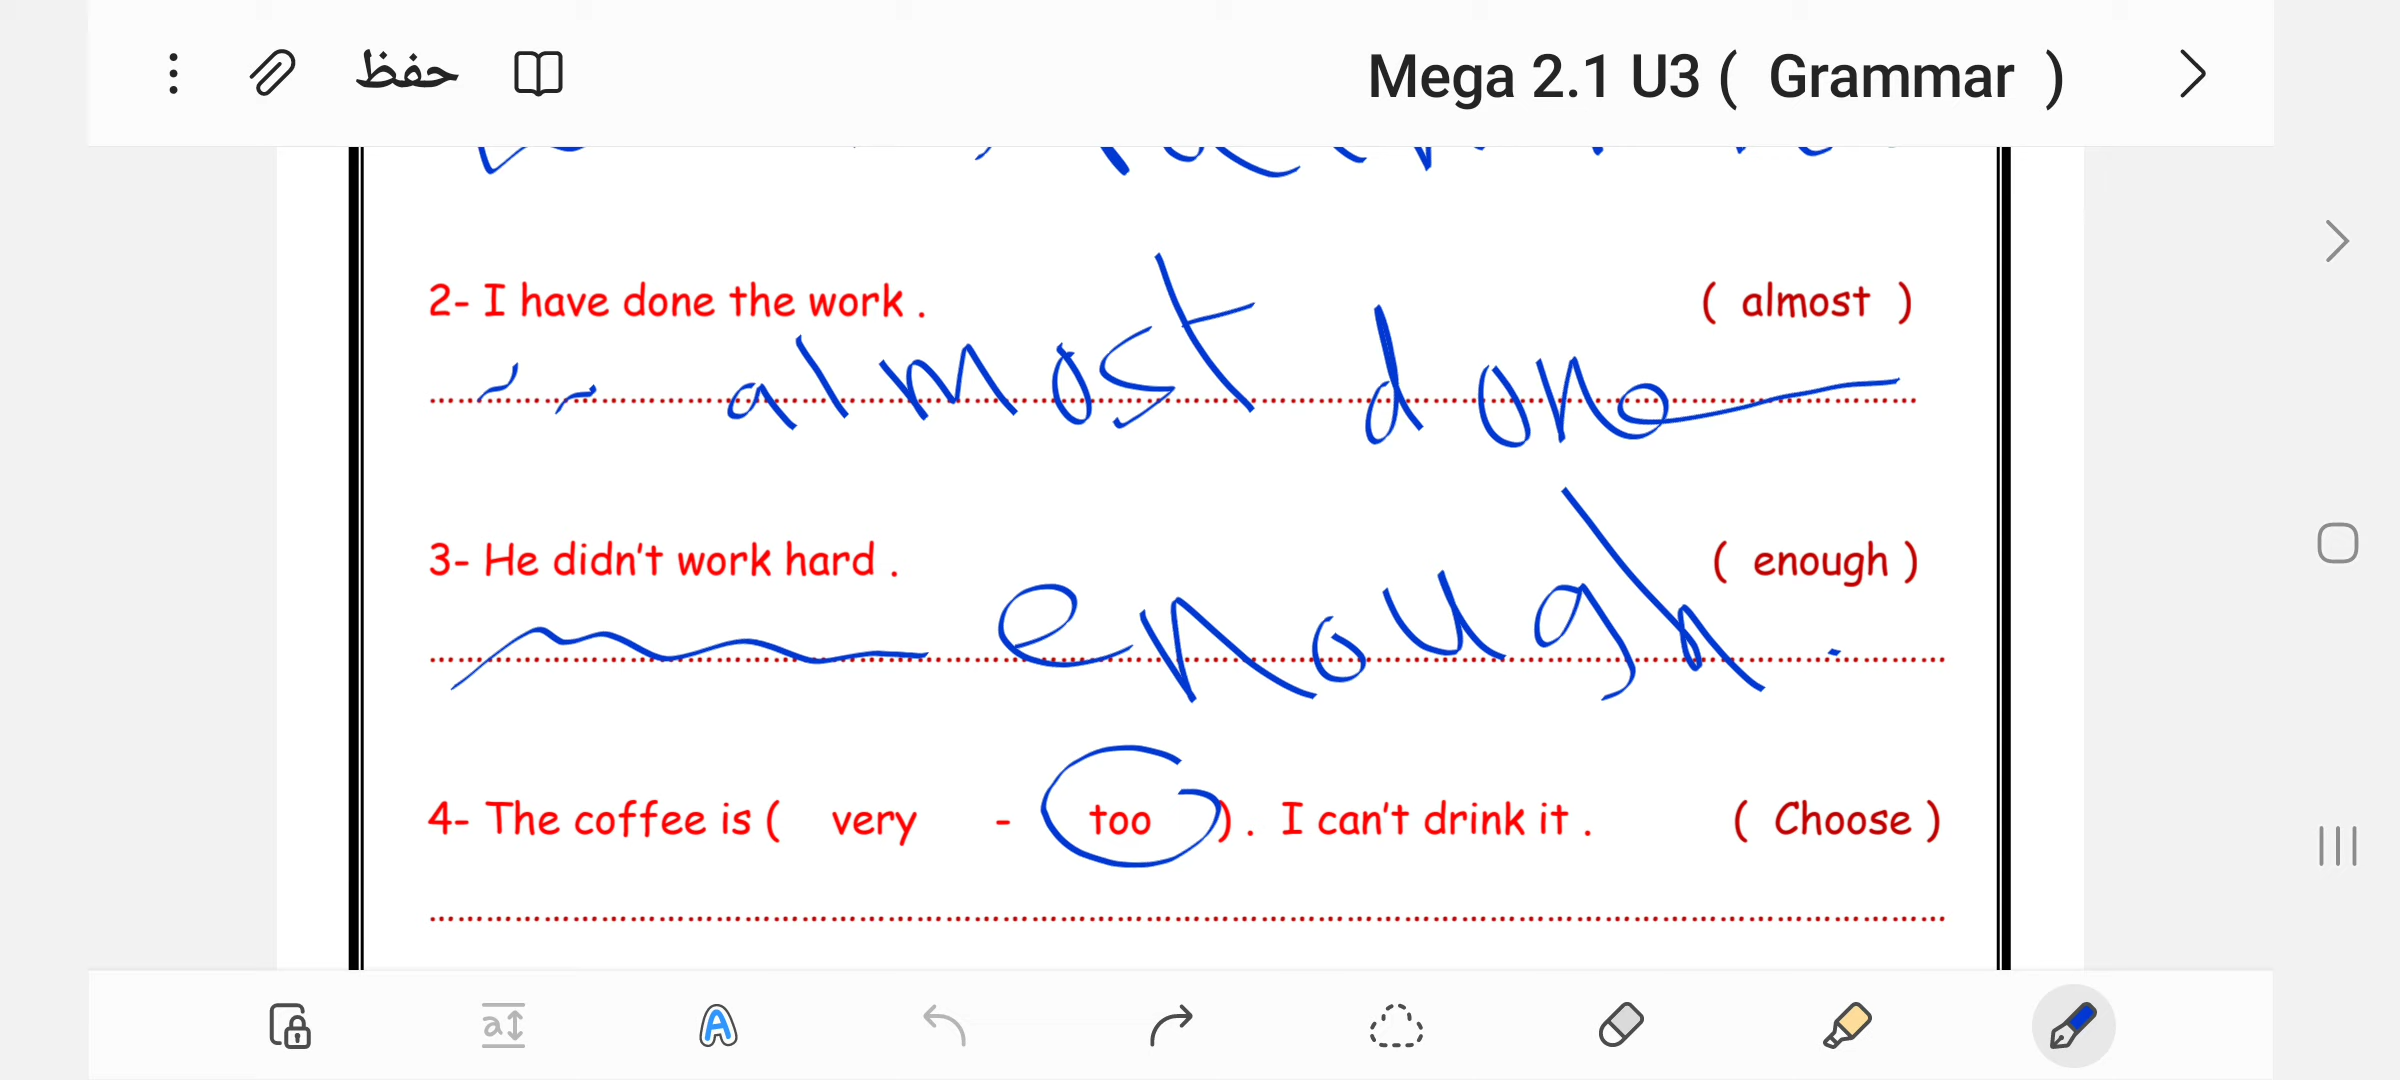 حفظ Mega 2.1 U3 ( Grammar )
2- I have done the work . ( almost )
almost done
3- He didn't work hard . ( enough )
enough .
4- The coffee is ( very - too ) . I can't drink it . ( Choose )